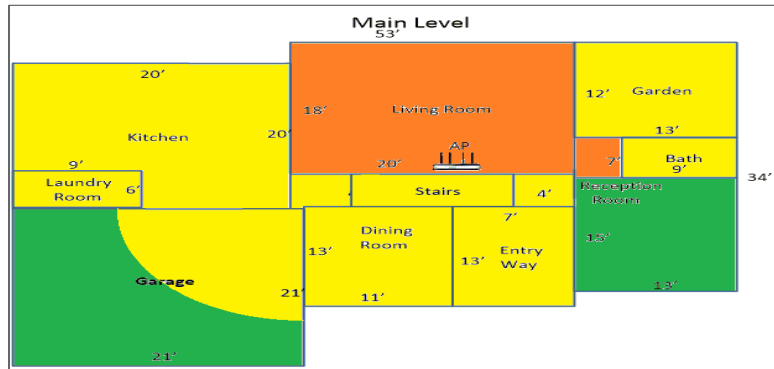 Main Level
53’
20’
Kitchen
20’
18’
Living Room
AP
20’
12’
Garden
13’
7’
Bath
9’
34’
9’
Laundry
Room
6’
Stairs
4’
Reception
Room
15’
13’
7’
Dining
Room
13’
11’
Entry
Way
13’
Garage
21’
21’